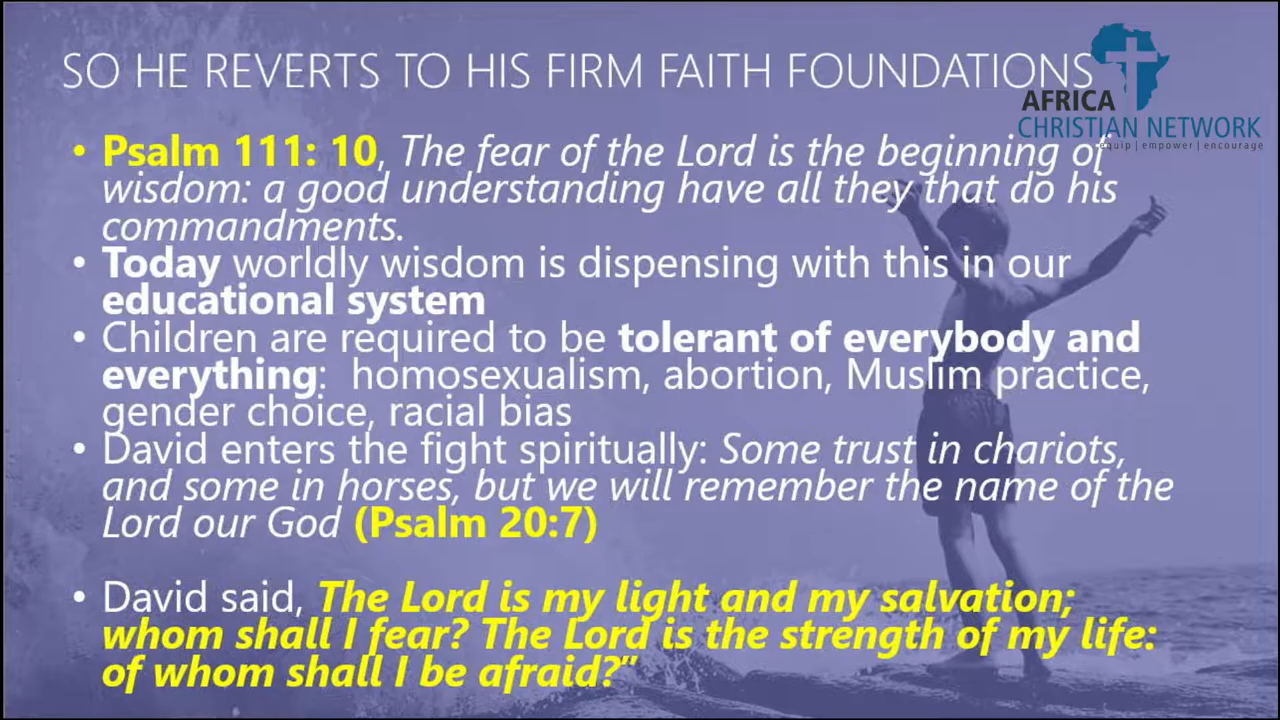 SO HE REVERTS TO HIS FIRM FAITH FOUNDATIONS
AFRICA
CHRISTIAN NETWORK
equip | empower | encourage
• Psalm 111: 10, The fear of the Lord is the beginning of
wisdom: a good understanding have all they that do his
commandments.
• Today worldly wisdom is dispensing with this in our
educational system
• Children are required to be tolerant of everybody and
everything:  homosexualism, abortion, Muslim practice,
gender choice, racial bias
• David enters the fight spiritually: Some trust in chariots,
and some in horses, but we will remember the name of the
Lord our God (Psalm 20:7)
• David said, The Lord is my light and my salvation;
whom shall I fear? The Lord is the strength of my life:
of whom shall I be afraid?”